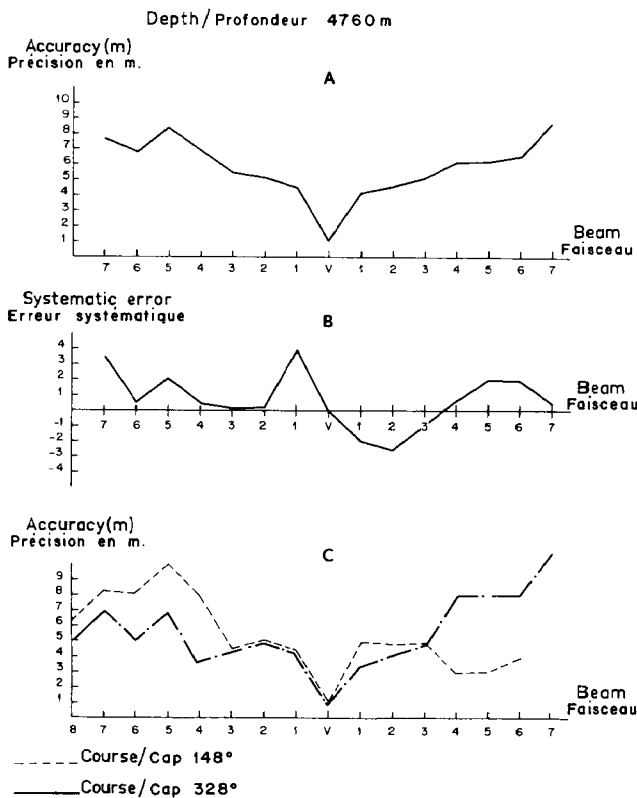 Depth/Profondeur 4760m
Accuracy(m)
Précision en m.
A
10
9
8
7
6
5
4
3
2
1
Beam
Faisceau
7 6 5 4 3 2 1 V 1 2 3 4 5 6 7
Systematic error
Erreur systématique
B
4
3
2
1
-1
-2
-3
-4
Beam
Faisceau
7 6 5 4 3 2 1 V 1 2 3 4 5 6 7
Accuracy(m)
Précision en m.
C
9
8
7
6
5
4
3
2
1
Beam
Faisceau
8 7 6 5 4 3 2 1 V 1 2 3 4 5 6 7
Course/Cap 148°
Course/Cap 328°